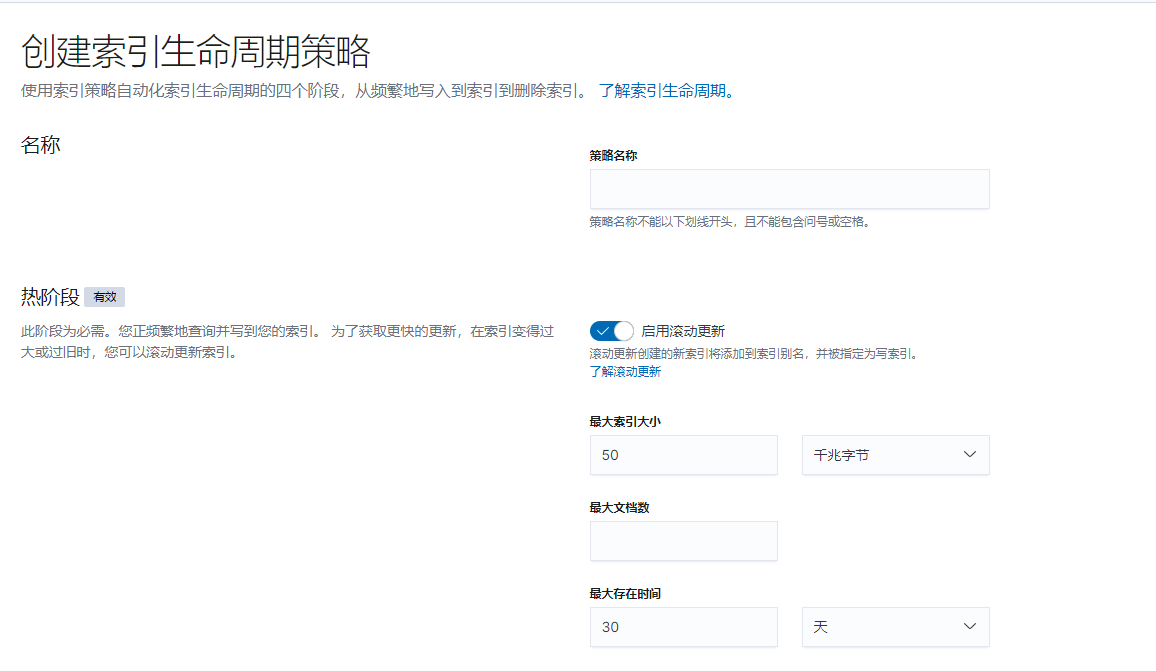 创建索引生命周期策略
使用索引策略自动化索引生命周期的四个阶段，从频繁地写入到索引到删除索引。 了解索引生命周期。
名称
策略名称
策略名称不能以下划线开头，且不能包含问号或空格。
热阶段 有效
此阶段为必需。您正频繁地查询并写到您的索引。 为了获取更快的更新，在索引变得过
大或过旧时，您可以滚动更新索引。
启用滚动更新
滚动更新创建的新索引将添加到索引别名，并被指定为写索引。
了解滚动更新
最大索引大小
50 千兆字节
最大文档数
最大存在时间
30 天